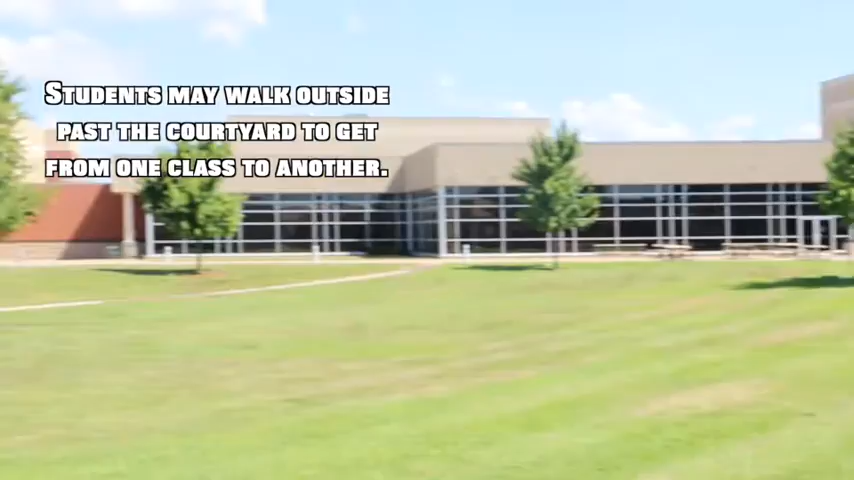 Students may walk outside
past the courtyard to get
from one class to another.